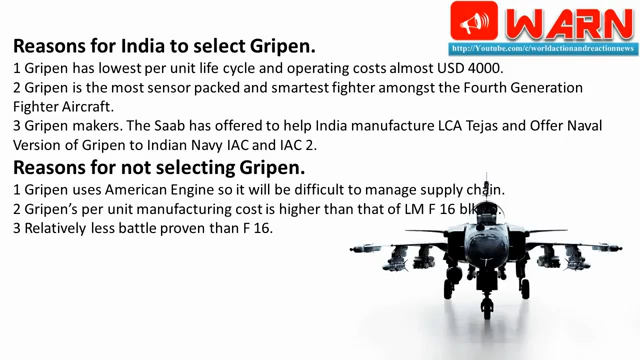 WARN
http://Youtube.com/c/worldactionandreactionnews
Reasons for India to select Gripen.
1 Gripen has lowest per unit life cycle and operating costs almost USD 4000.
2 Gripen is the most sensor packed and smartest fighter amongst the Fourth Generation
Fighter Aircraft.
3 Gripen makers. The Saab has offered to help India manufacture LCA Tejas and Offer Naval
Version of Gripen to Indian Navy IAC and IAC 2.
Reasons for not selecting Gripen.
1 Gripen uses American Engine so it will be difficult to manage supply chain.
2 Gripen's per unit manufacturing cost is higher than that of LM F 16
3 Relatively less battle proven than F 16.